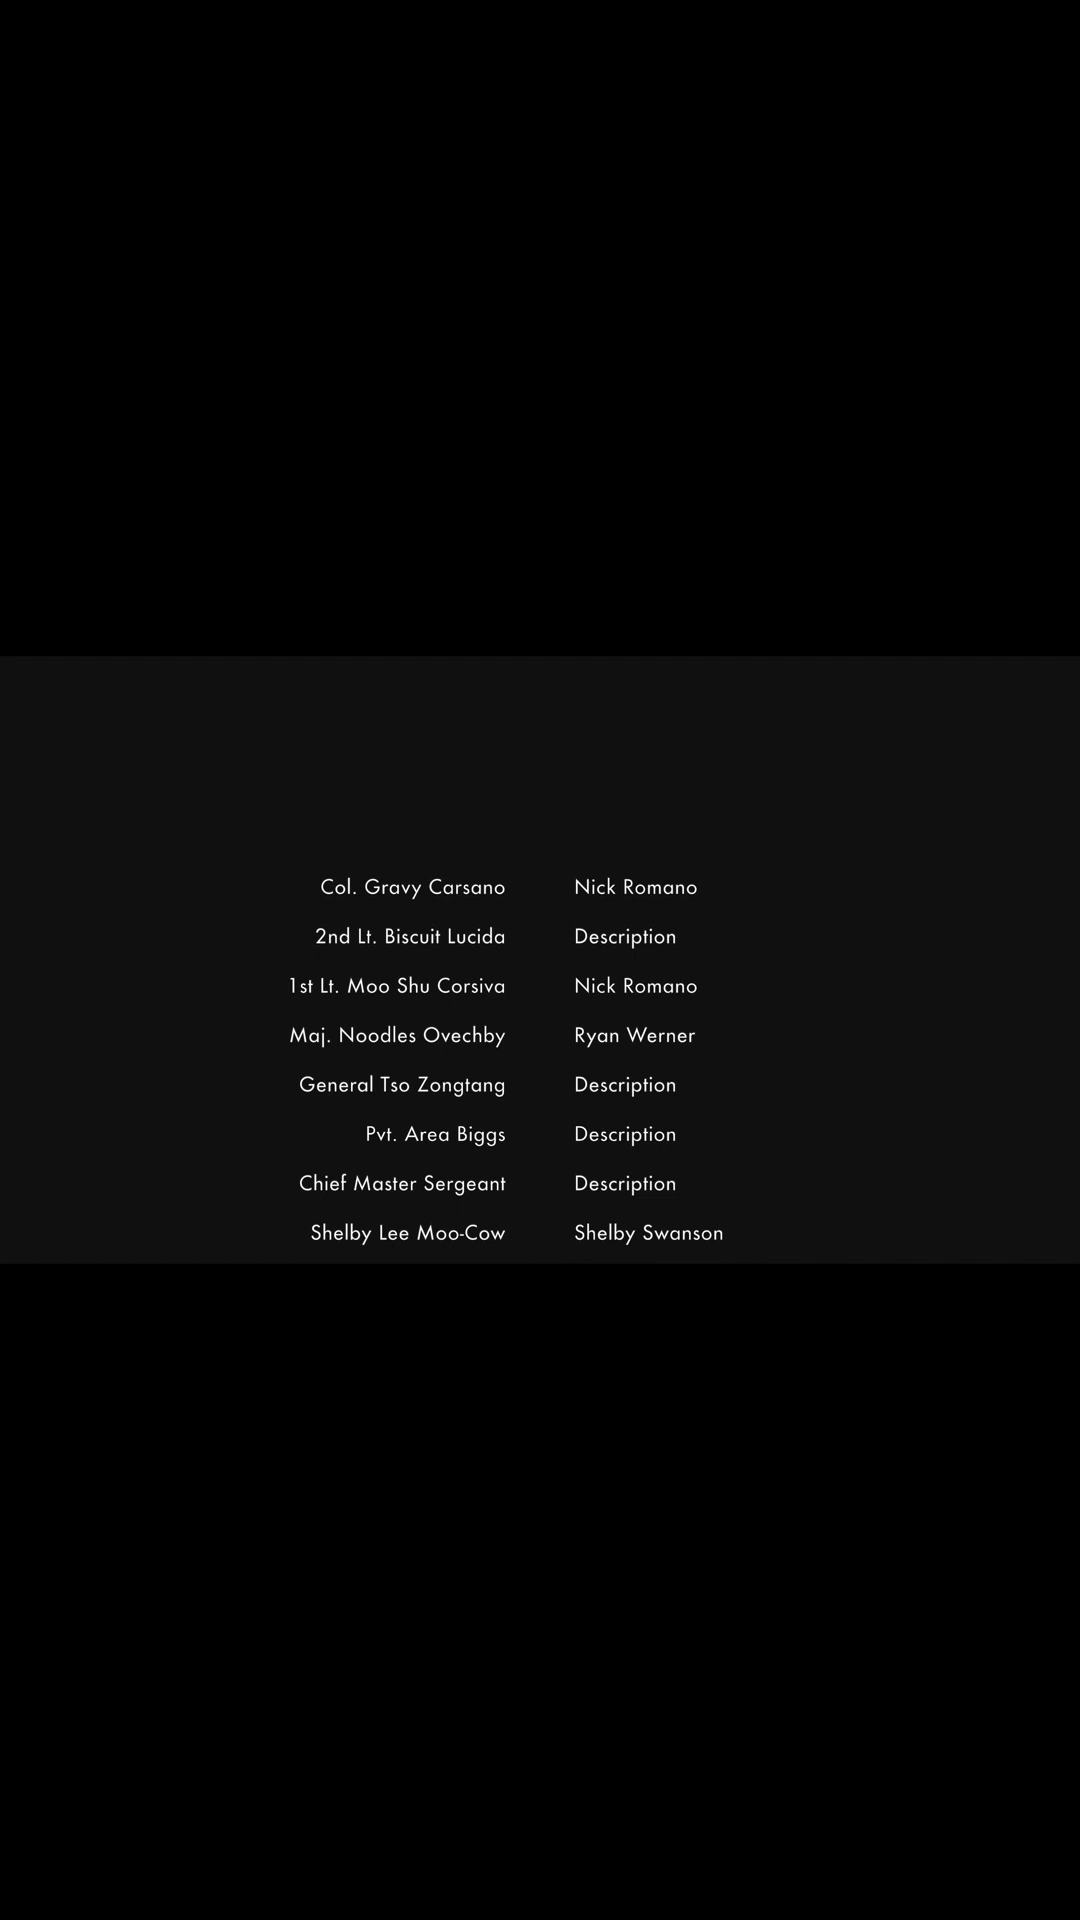 Col. Gravy Carsano Nick Romano
2nd Lt. Biscuit Lucida Description
1st Lt. Moo Shu Corsiva Nick Romano
Maj. Noodles Ovechby Ryan Werner
General Tso Zongtang Description
Pvt. Area Biggs Description
Chief Master Sergeant Description
Shelby Lee Moo-Cow Shelby Swanson